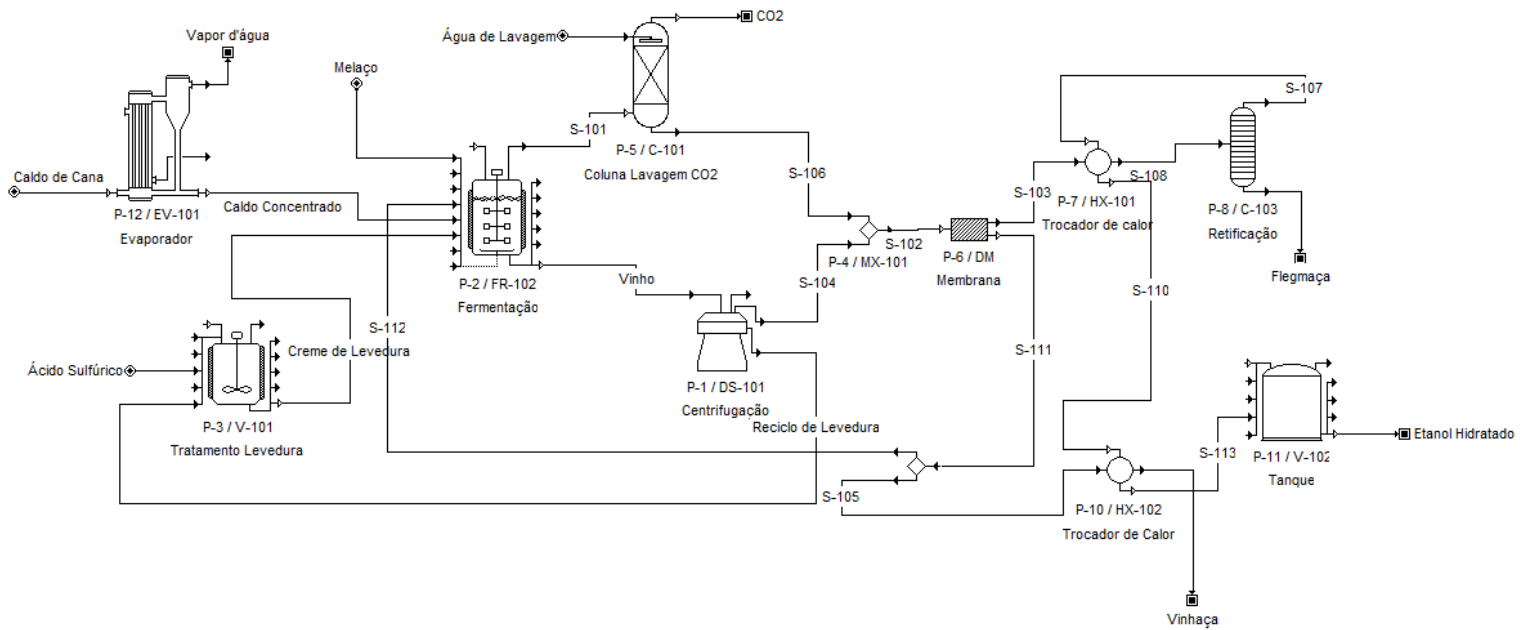 CO2
Vapor d'água
Água de Lavagem
Melaço
S-107
S-101
P-5 / C-101
Coluna Lavagem CO2
S-106
S-103
S-108
P-7 / HX-101
Trocador de calor
Caldo de Cana
P-12 / EV-101
Evaporador
Caldo Concentrado
P-8 / C-103
Retificação
S-102
P-4 / MX-101
P-6 / DM
Membrana
Flegmaça
P-2 / FR-102
Fermentação
Vinho
S-104
S-110
S-112
Creme de Levedura
S-111
Ácido Sulfúrico
P-1 / DS-101
Centrifugação
P-3 / V-101
Tratamento Levedura
Reciclo de Levedura
Etanol Hidratado
S-113
P-11 / V-102
Tanque
S-105
P-10 / HX-102
Trocador de Calor
Vinhaça